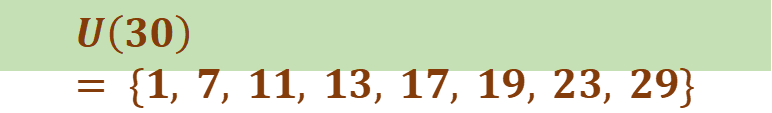 U(30)
= {1, 7, 11, 13, 17, 19, 23, 29}